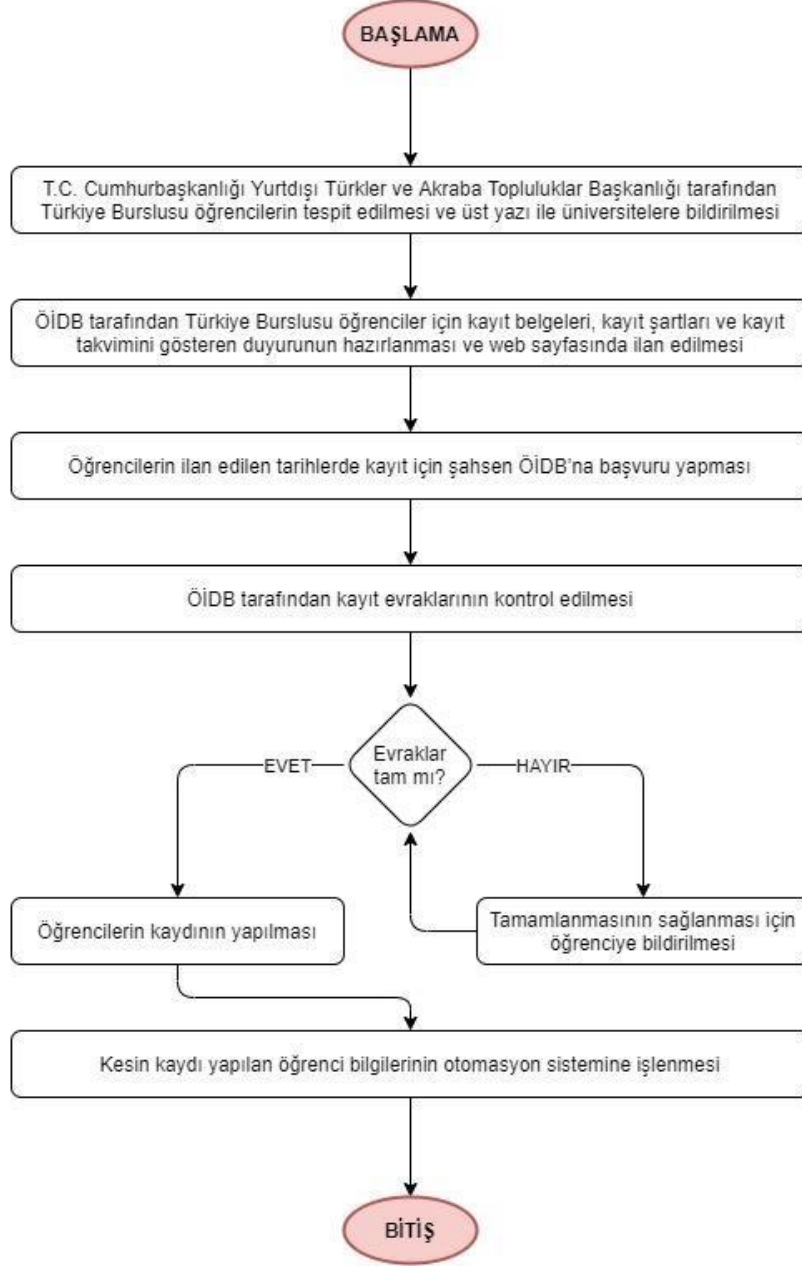 BAŞLAMA
T.C. Cumhurbaşkanlığı Yurtdışı Türkler ve Akraba Topluluklar Başkanlığı tarafından
Türkiye Burslusu öğrencilerin tespit edilmesi ve üst yazı ile üniversitelere bildirilmesi
ÖİDB tarafından Türkiye Burslusu öğrenciler için kayıt belgeleri, kayıt şartları ve kayıt
takvimini gösteren duyurunun hazırlanması ve web sayfasında ilan edilmesi
Öğrencilerin ilan edilen tarihlerde kayıt için şahsen ÖİDB'na başvuru yapması
ÖİDB tarafından kayıt evraklarının kontrol edilmesi
Evraklar
tam mı?
EVET
HAYIR
Öğrencilerin kaydının yapılması
Tamamlanmasının sağlanması için
öğrenciye bildirilmesi
Kesin kaydı yapılan öğrenci bilgilerinin otomasyon sistemine işlenmesi
BİTİŞ